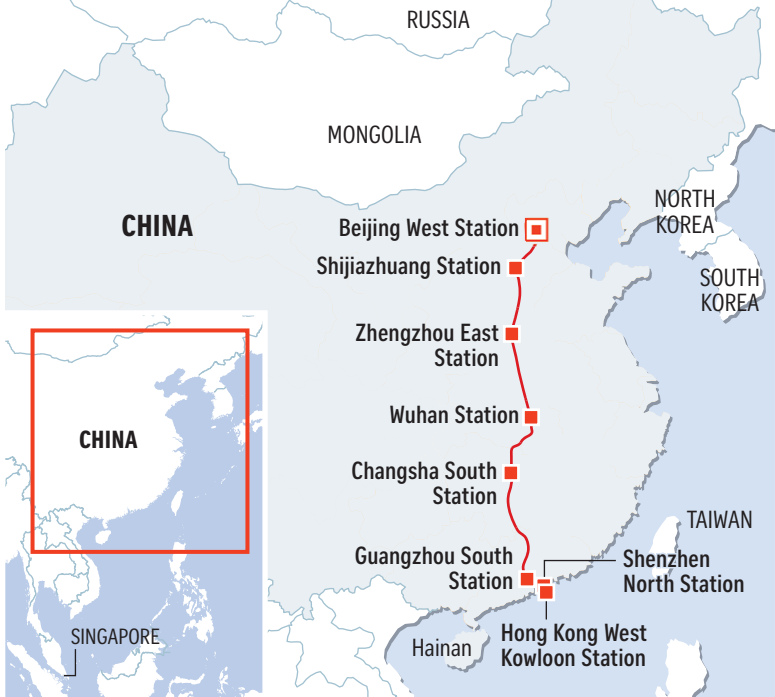 RUSSIA
MONGOLIA
CHINA
NORTH
KOREA
SOUTH
KOREA
Beijing West Station
Shijiazhuang Station
Zhengzhou East
Station
Wuhan Station
Changsha South
Station
Guangzhou South
Station
TAIWAN
Shenzhen
North Station
Hong Kong West
Kowloon Station
Hainan
CHINA
SINGAPORE